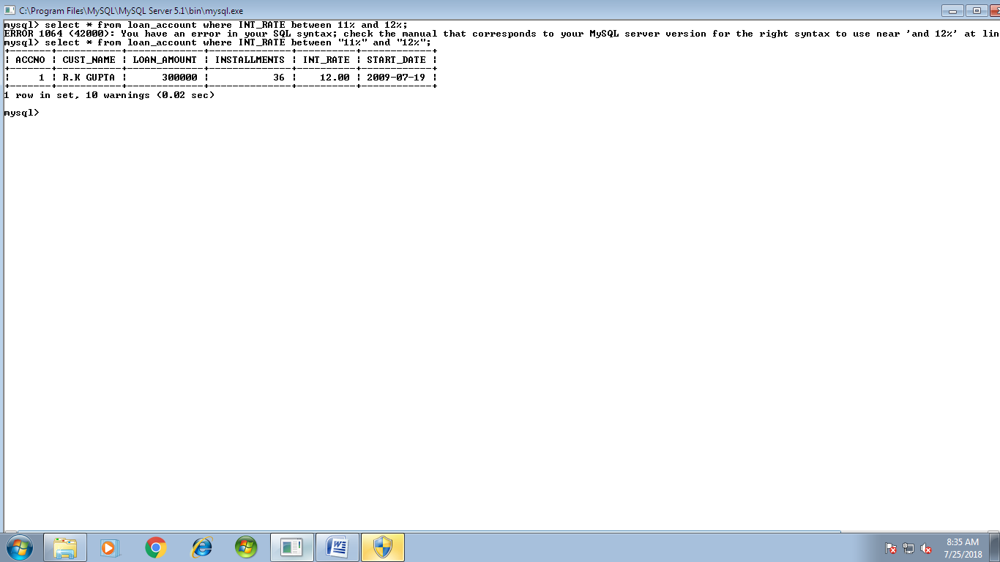 C:\Program Files\MySQL\MySQL Server 5.1\bin\mysql.exe
mysql> select * from loan_account where INT_RATE between 11% and 12%;
ERROR 1064 (42000): You have an error in your SQL syntax; check the manual that corresponds to your MySQL server version for the right syntax to use near 'and 12%' at lin
mysql> select * from loan_account where INT_RATE between "11%" and "12%";
+-------+-----------+-------------+--------------+----------+------------+
¦ ACCNO ¦ CUST_NAME ¦ LOAN_AMOUNT ¦ INSTALLMENTS ¦ INT_RATE ¦ START_DATE ¦
+-------+-----------+-------------+--------------+----------+------------+
¦     1 ¦ R.K GUPTA ¦      300000 ¦           36 ¦    12.00 ¦ 2009-07-19 ¦
+-------+-----------+-------------+--------------+----------+------------+
1 row in set, 10 warnings (0.02 sec)
mysql>
8:35 AM
7/25/2018